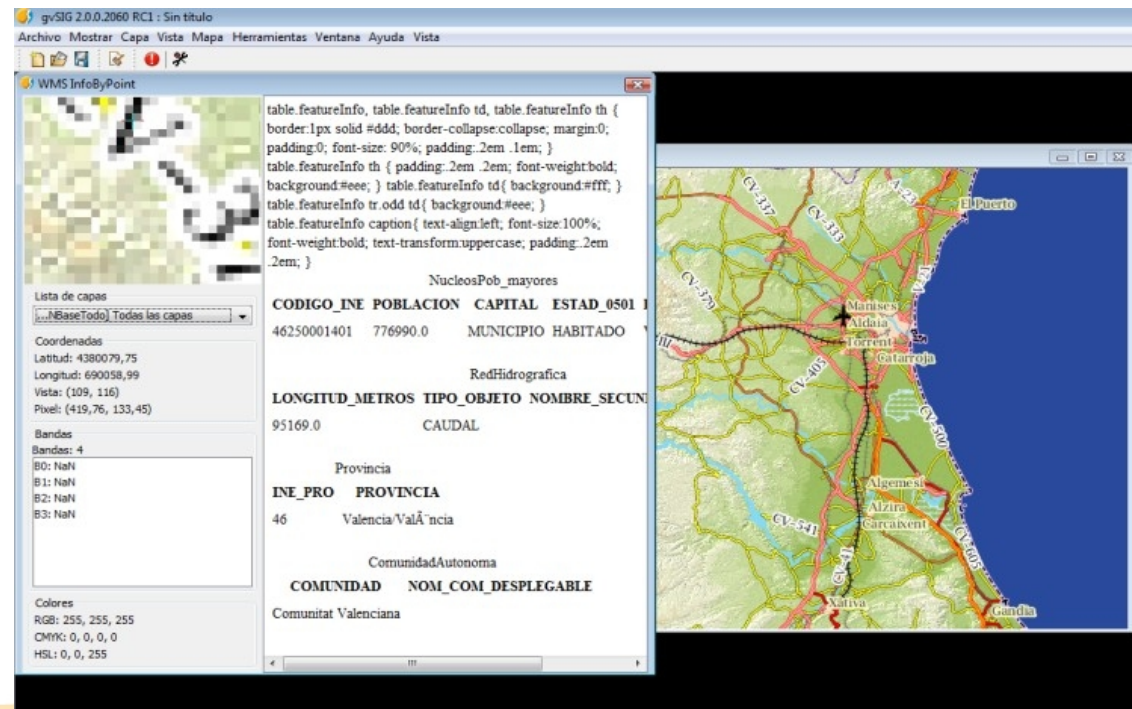 gvSIG 2.0.0.2060 RC1 : Sin título
Archivo Mostrar Capa Vista Mapa Herramientas Ventana Ayuda Vista
WMS InfoByPoint
table.featureInfo, table.featureInfo td, table.featureInfo th {
border:1px solid #ddd; border-collapse:collapse; margin:0;
padding:0; font-size: 90%; padding:.2em .1em; }
table.featureInfo th { padding:.2em .2em; font-weight:bold;
background:#eee; } table.featureInfo td{ background:#fff; }
table.featureInfo tr.odd td{ background:#eee; }
table.featureInfo caption{ text-align:left; font-size:100%;
font-weight:bold; text-transform:uppercase; padding:.2em
.2em; }
NucleosPob_mayores
CODIGO_INE POBLACION CAPITAL ESTAD_0501
46250001401 776990.0 MUNICIPIO HABITADO
RedHidrografica
LONGITUD_METROS TIPO_OBJETO NOMBRE_SECUN
95169.0 CAUDAL
Provincia
INE_PRO PROVINCIA
46 Valencia/ValÃ¨ncia
ComunidadAutonoma
COMUNIDAD NOM_COM_DESPLEGABLE
Comunitat Valenciana
Lista de capas
...NBaseTodo] Todas las capas
Coordenadas
Latitud: 4380079,75
Longitud: 690058,99
Vista: (109, 116)
Pixel: (419,76, 133,45)
Bandas
Bandas: 4
B0: NaN
B1: NaN
B2: NaN
B3: NaN
Colores
RGB: 255, 255, 255
CMYK: 0, 0, 0, 0
HSL: 0, 0, 255
CV-337
CV-333
A-23
El Puerto
CV-379
V-21
Manises
Aldaia
Torrent
Catarroja
III
CV-405
CV-500
Algemesí
Alzira
Carcaixent
CV-541
CV-41
CV-605
Xativa
Gandia